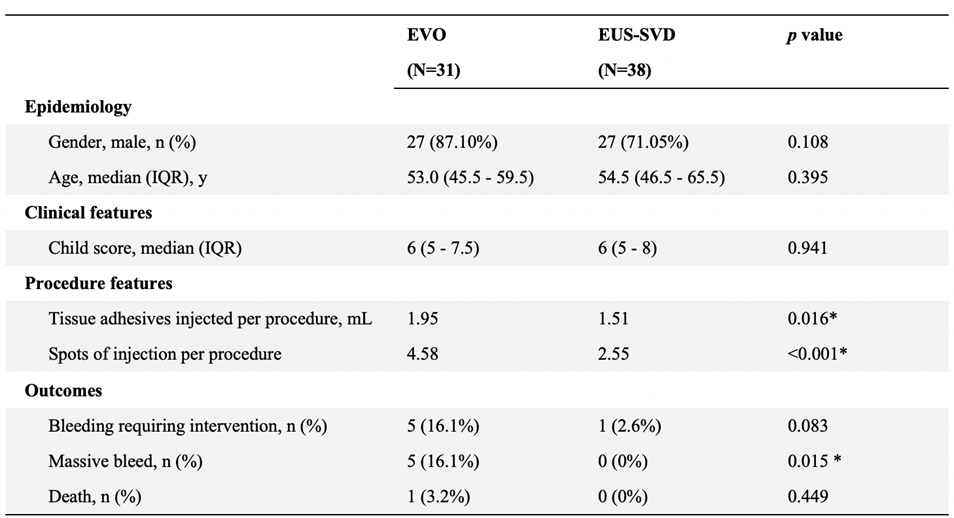 EVO EUS-SVD p value
(N=31) (N=38)
Epidemiology
Gender, male, n (%) 27 (87.10%) 27 (71.05%) 0.108
Age, median (IQR), y 53.0 (45.5 - 59.5) 54.5 (46.5 - 65.5) 0.395
Clinical features
Child score, median (IQR) 6 (5 - 7.5) 6 (5 - 8) 0.941
Procedure features
Tissue adhesives injected per procedure, mL 1.95 1.51 0.016*
Spots of injection per procedure 4.58 2.55 <0.001*
Outcomes
Bleeding requiring intervention, n (%) 5 (16.1%) 1 (2.6%) 0.083
Massive bleed, n (%) 5 (16.1%) 0 (0%) 0.015 *
Death, n (%) 1 (3.2%) 0 (0%) 0.449